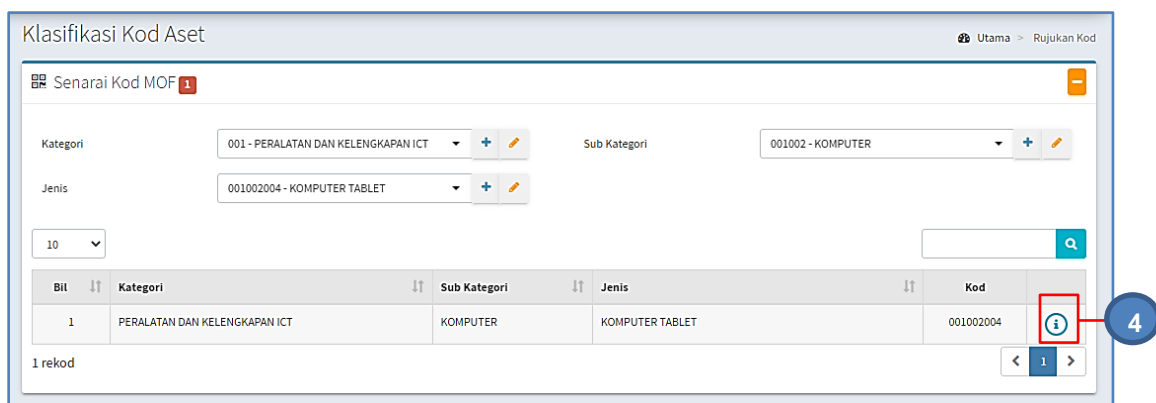 Klasifikasi Kod Aset
Utama > Rujukan Kod
Senarai Kod MOF 1
Kategori 001 - PERALATAN DAN KELENGKAPAN ICT Sub Kategori 001002 - KOMPUTER
Jenis 001002004 - KOMPUTER TABLET
10
Bil Kategori Sub Kategori Jenis Kod
1 PERALATAN DAN KELENGKAPAN ICT KOMPUTER KOMPUTER TABLET 001002004
4
1 rekod
< 1 >